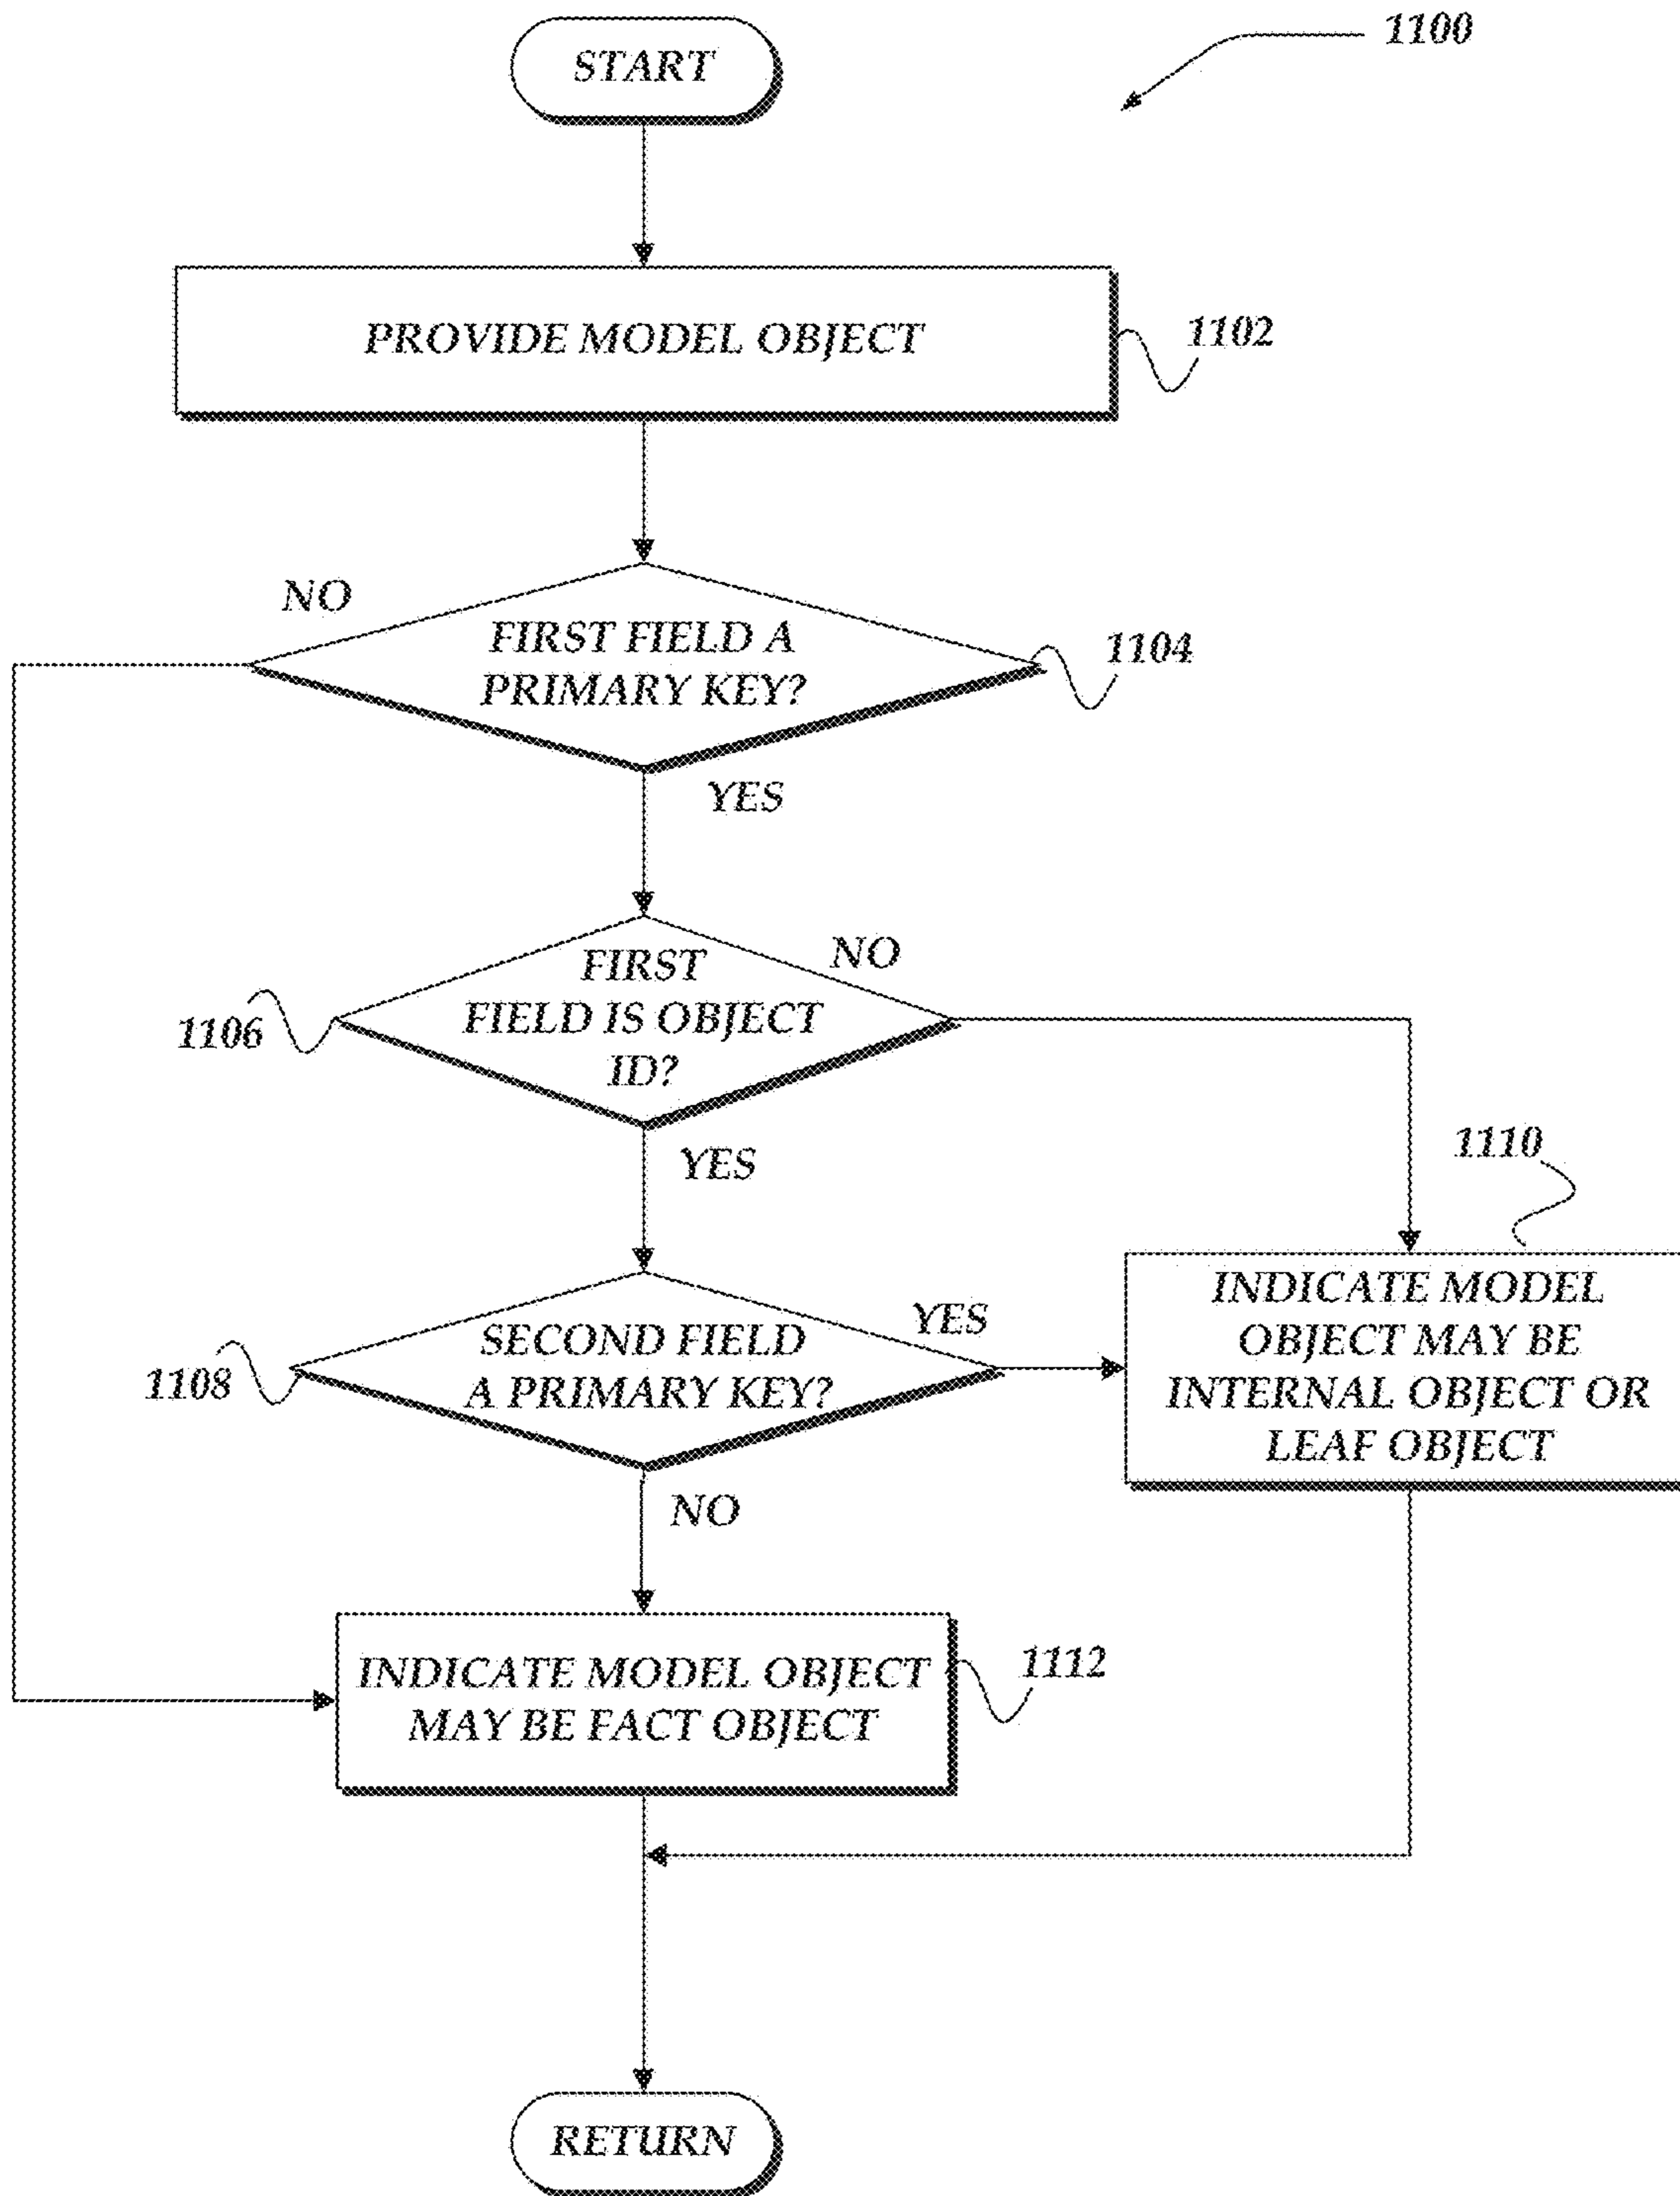 1100
START
PROVIDE MODEL OBJECT
1102
NO
FIRST FIELD A
PRIMARY KEY?
1104
YES
FIRST
FIELD IS OBJECT
ID?
NO
1106
YES
1110
SECOND FIELD
A PRIMARY KEY?
YES
1108
INDICATE MODEL
OBJECT MAY BE
INTERNAL OBJECT OR
LEAF OBJECT
NO
INDICATE MODEL OBJECT
MAY BE FACT OBJECT
1112
RETURN